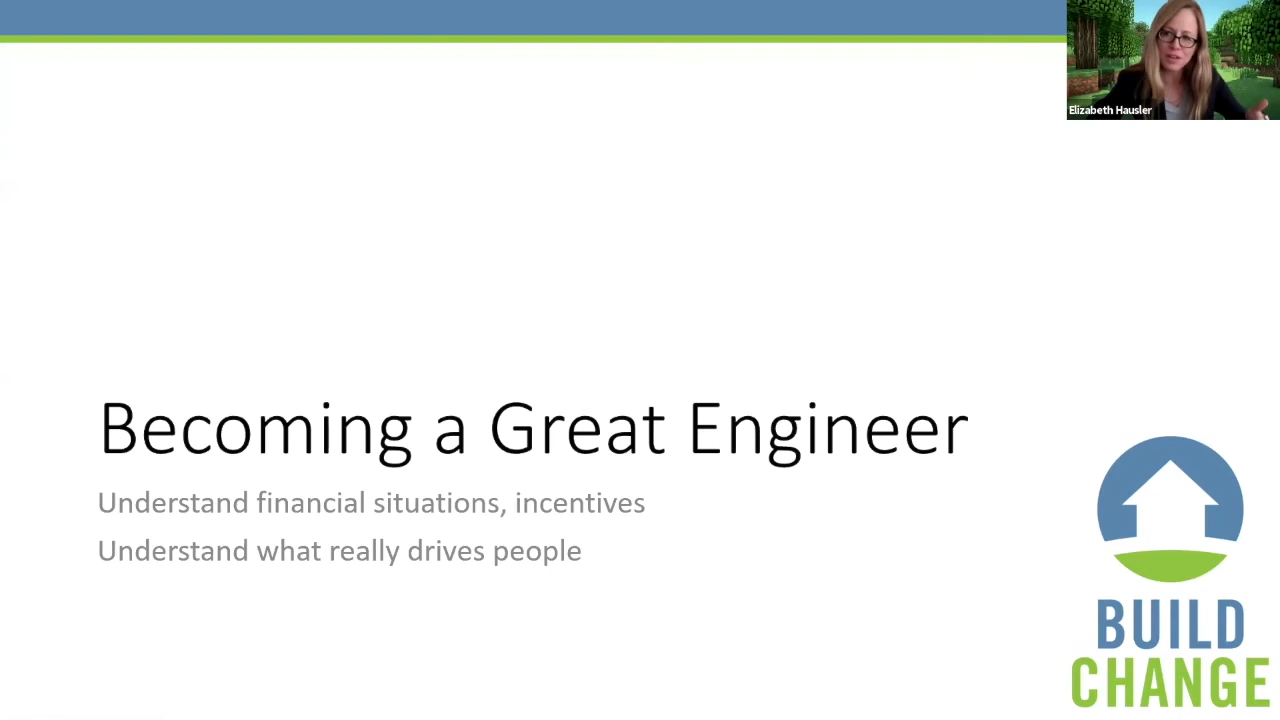 Elizabeth Hausler
Becoming a Great Engineer
Understand financial situations, incentives
Understand what really drives people
BUILD
CHANGE